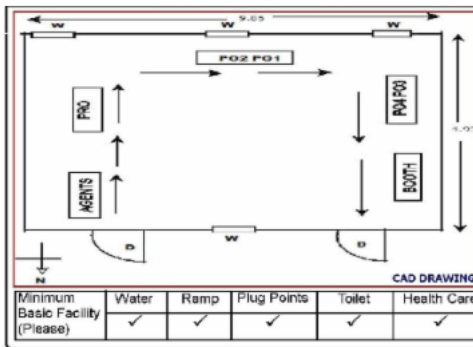 9.05
W W W
PO2 PO1
PRO
PO4 PO3
AGENTS
BOOTH
D
W
D
N
CAD DRAWING
Minimum Basic Facility (Please) Water Ramp Plug Points Toilet Health Care
✓ ✓ ✓ ✓ ✓